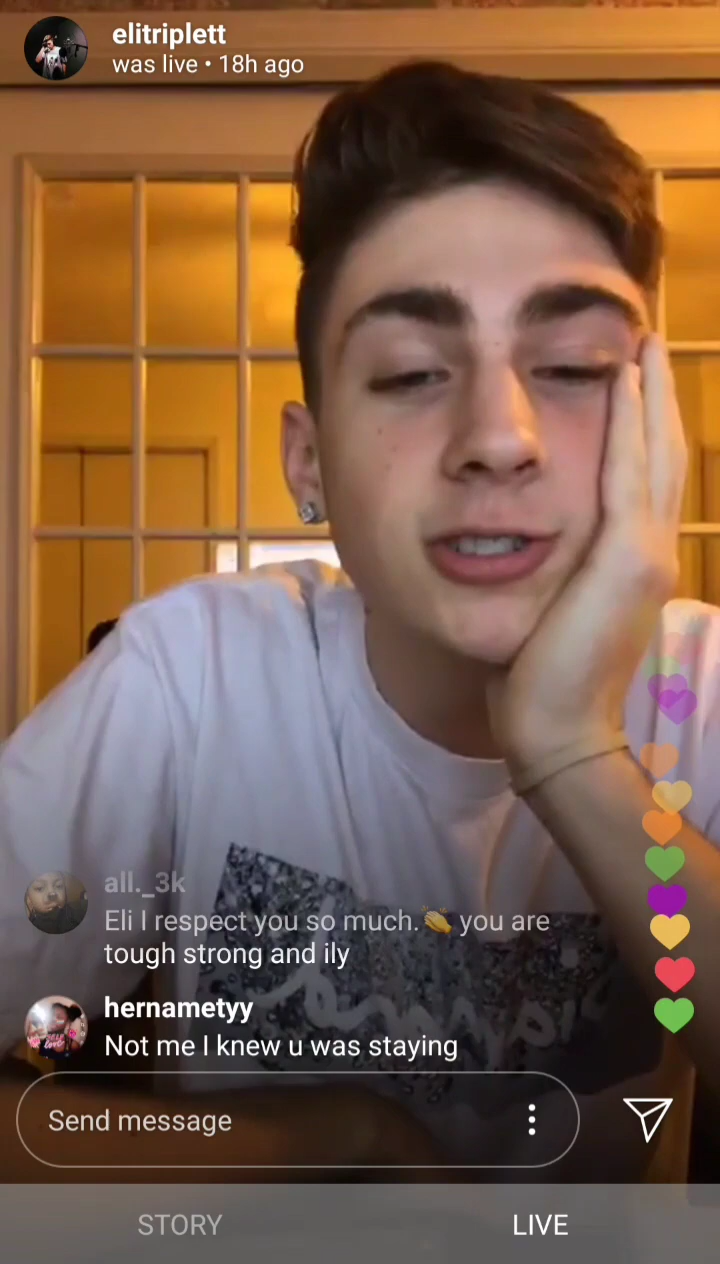 elitriplett
was live • 18h ago
all._3k
Eli I respect you so much.👏 you are
tough strong and ily
hernametyy
Not me I knew u was staying
Send message
STORY
LIVE